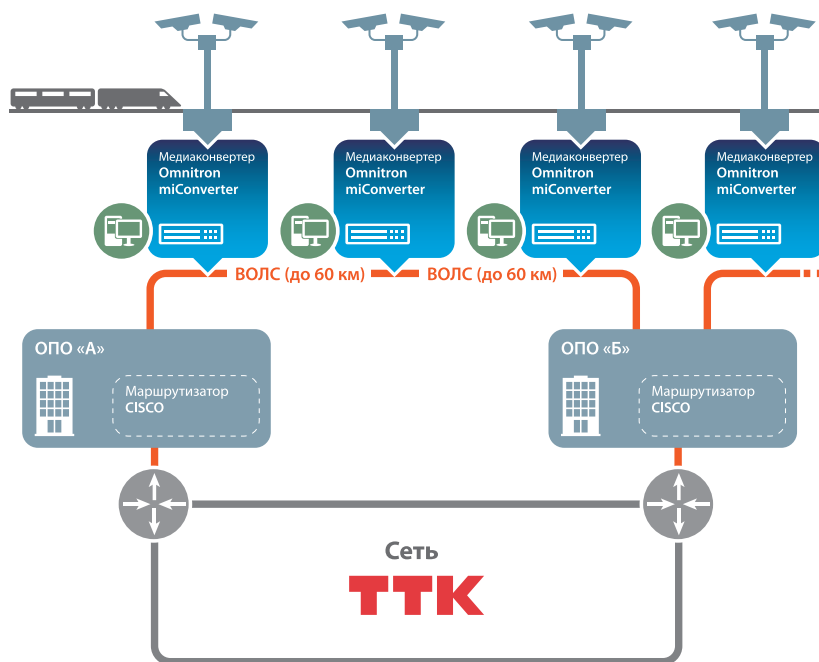 Медиаконвертер
Omnitron
miConverter
Медиаконвертер
Omnitron
miConverter
Медиаконвертер
Omnitron
miConverter
Медиаконвертер
Omnitron
miConverter
ВОЛС (до 60 км)
ВОЛС (до 60 км)
ОПО «А»
Маршрутизатор
CISCO
ОПО «Б»
Маршрутизатор
CISCO
Сеть
ТТК